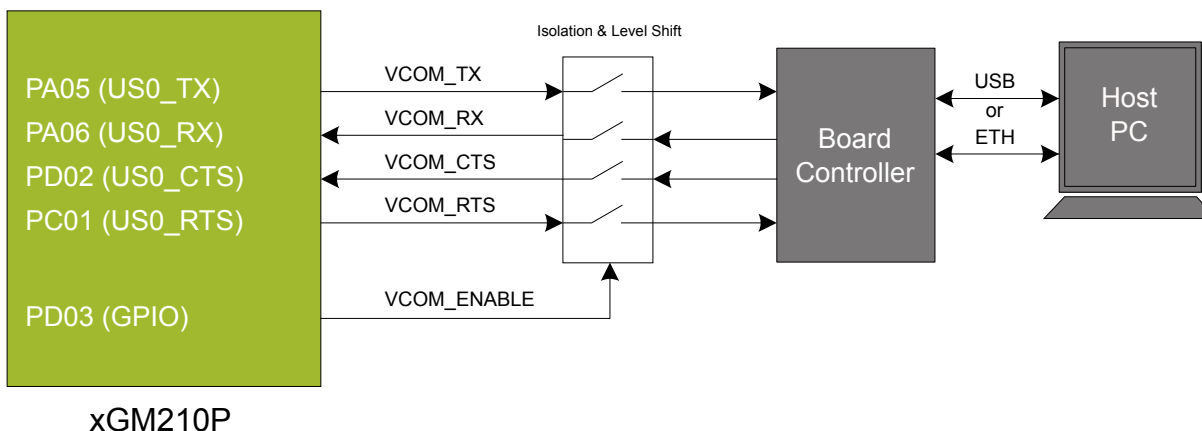 Isolation & Level Shift
PA05 (US0_TX)
VCOM_TX
PA06 (US0_RX)
VCOM_RX
PD02 (US0_CTS)
VCOM_CTS
PC01 (US0_RTS)
VCOM_RTS
PD03 (GPIO)
VCOM_ENABLE
Board
Controller
USB
or
ETH
Host
PC
xGM210P